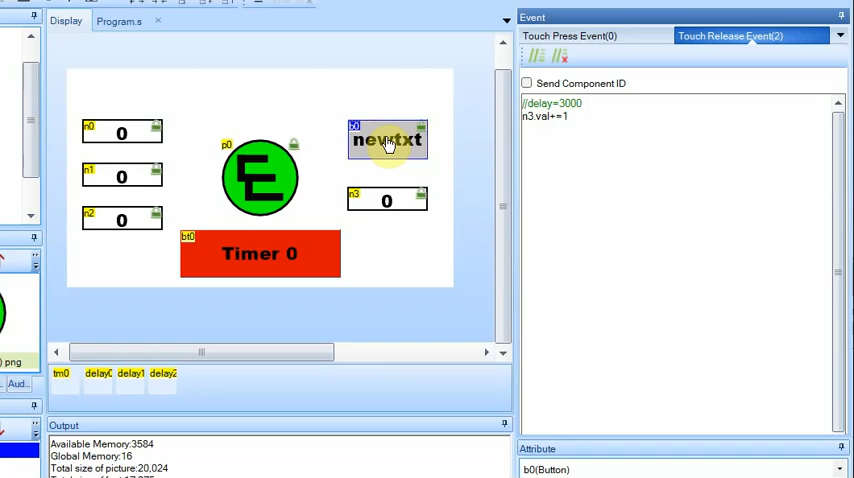 Display
Program.s
n0
0
n1
0
n2
0
p0
EE
b0
newtxt
n3
0
bt0
Timer 0
) png
Aud..
tm0
delay0
delay1
delay2
Output
Available Memory:3584
Global Memory:16
Total size of picture:20,024
Event
Touch Press Event(0)
Touch Release Event(2)
Send Component ID
//delay=3000
n3.val+=1
Attribute
b0(Button)